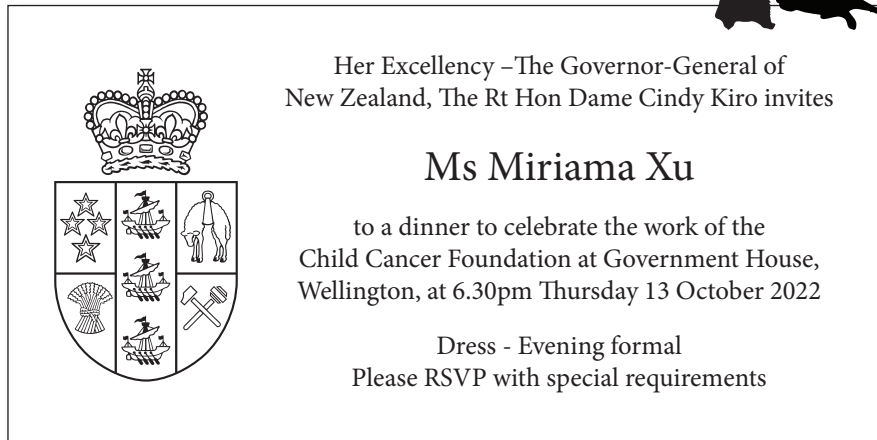 Her Excellency –The Governor-General of
New Zealand, The Rt Hon Dame Cindy Kiro invites
Ms Miriama Xu
to a dinner to celebrate the work of the
Child Cancer Foundation at Government House,
Wellington, at 6.30pm Thursday 13 October 2022
Dress - Evening formal
Please RSVP with special requirements